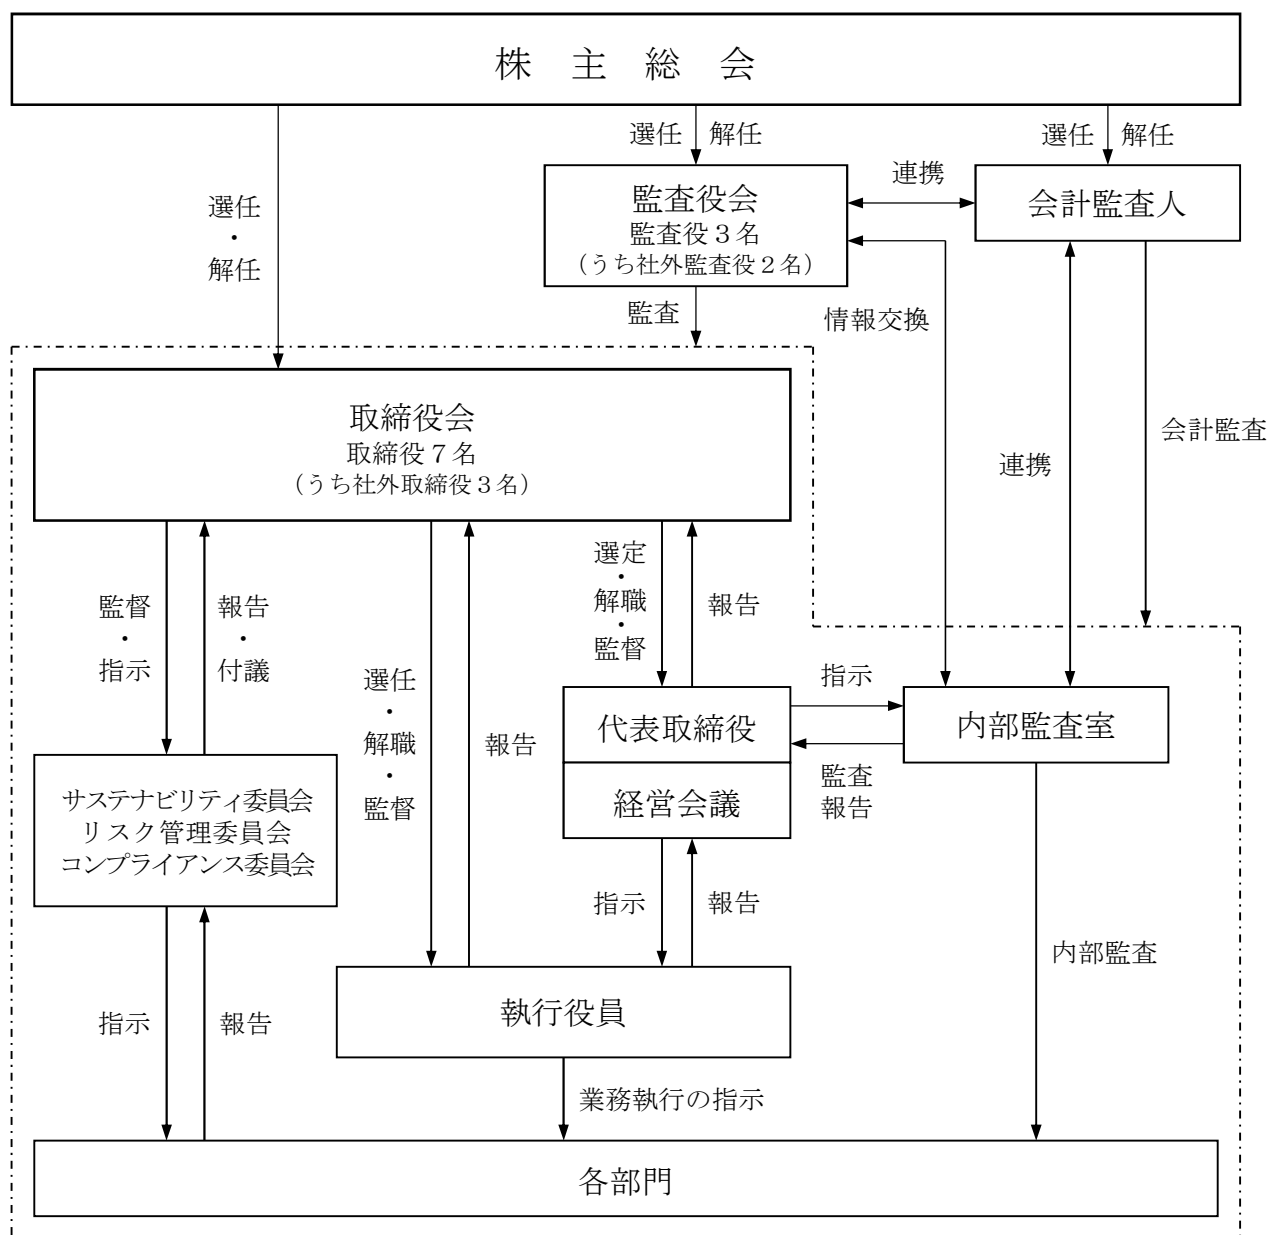 株 主 総 会
選任 解任
選任 解任
選任
・
解任
監査役会
監査役３名
（うち社外監査役２名）
連携
会計監査人
監査
情報交換
取締役会
取締役７名
（うち社外取締役３名）
連携
会計監査
監督
・
指示
報告
・
付議
選任
・
解職
・
監督
報告
選定
・
解職
・
監督
報告
代表取締役
経営会議
指示
監査
報告
内部監査室
サステナビリティ委員会
リスク管理委員会
コンプライアンス委員会
指示
報告
内部監査
執行役員
指示
報告
業務執行の指示
各部門